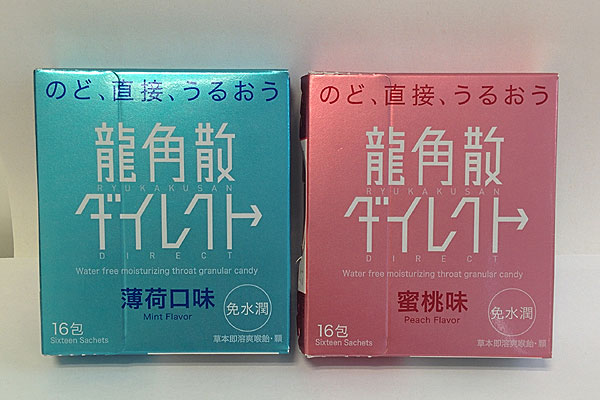 のど、直接、うるおう
龍角散
RYUKAKUSAN
ダイレクト
DIRECT
Water free moisturizing throat granular candy
薄荷口味
Mint Flavor
免水潤
16包
Sixteen Sachets
草本即溶爽喉飴・顆
のど、直接、うるおう
龍角散
RYUKAKUSAN
ダイレクト
DIRECT
Water free moisturizing throat granular candy
蜜桃味
Peach Flavor
免水潤
16包
Sixteen Sachets
草本即溶爽喉飴・顆